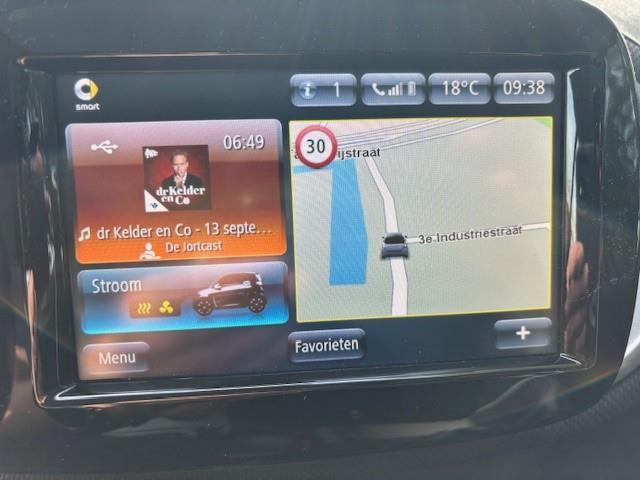 smart
1
18°C
09:38
06:49
dr Kelder
en Co
dr Kelder en Co - 13 septe...
De Jortcast
Stroom
30
3e Industriestraat
Menu
Favorieten
+